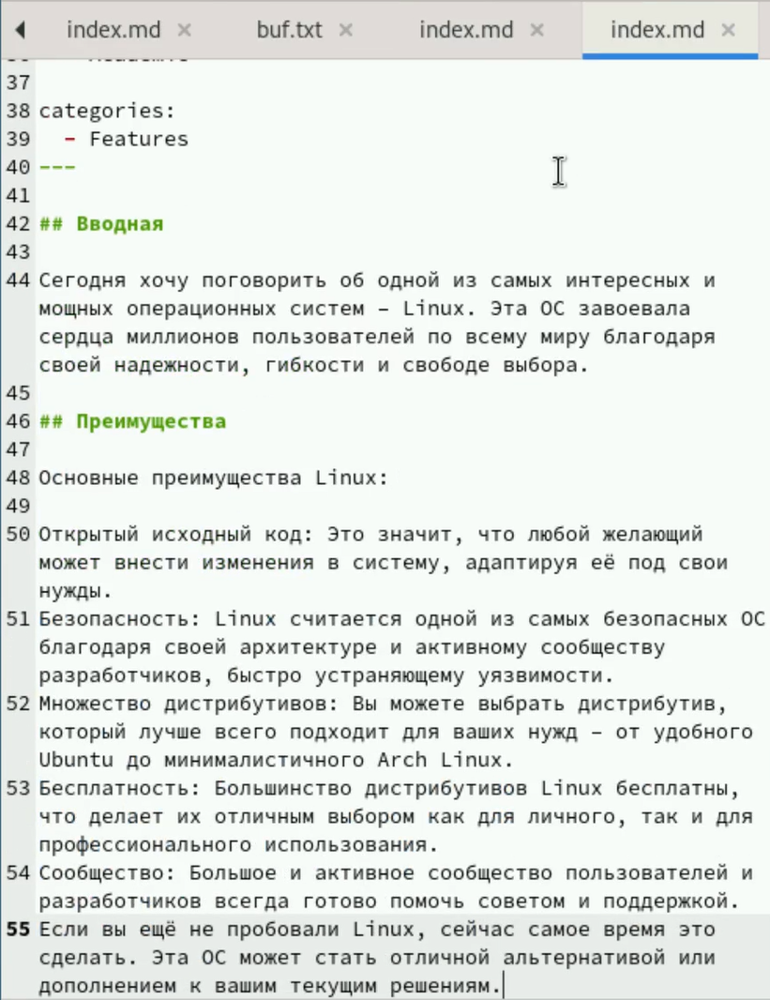 index.md ×
buf.txt ×
index.md ×
index.md ×
37
38 categories:
39   - Features
40 ---
41
42 ## Вводная
43
44 Сегодня хочу поговорить об одной из самых интересных и
мощных операционных систем – Linux. Эта ОС завоевала
сердца миллионов пользователей по всему миру благодаря
своей надежности, гибкости и свободе выбора.
45
46 ## Преимущества
47
48 Основные преимущества Linux:
49
50 Открытый исходный код: Это значит, что любой желающий
может внести изменения в систему, адаптируя её под свои
нужды.
51 Безопасность: Linux считается одной из самых безопасных ОС
благодаря своей архитектуре и активному сообществу
разработчиков, быстро устраняющему уязвимости.
52 Множество дистрибутивов: Вы можете выбрать дистрибутив,
который лучше всего подходит для ваших нужд – от удобного
Ubuntu до минималистичного Arch Linux.
53 Бесплатность: Большинство дистрибутивов Linux бесплатны,
что делает их отличным выбором как для личного, так и для
профессионального использования.
54 Сообщество: Большое и активное сообщество пользователей и
разработчиков всегда готово помочь советом и поддержкой.
55 Если вы ещё не пробовали Linux, сейчас самое время это
сделать. Эта ОС может стать отличной альтернативой или
дополнением к вашим текущим решениям.